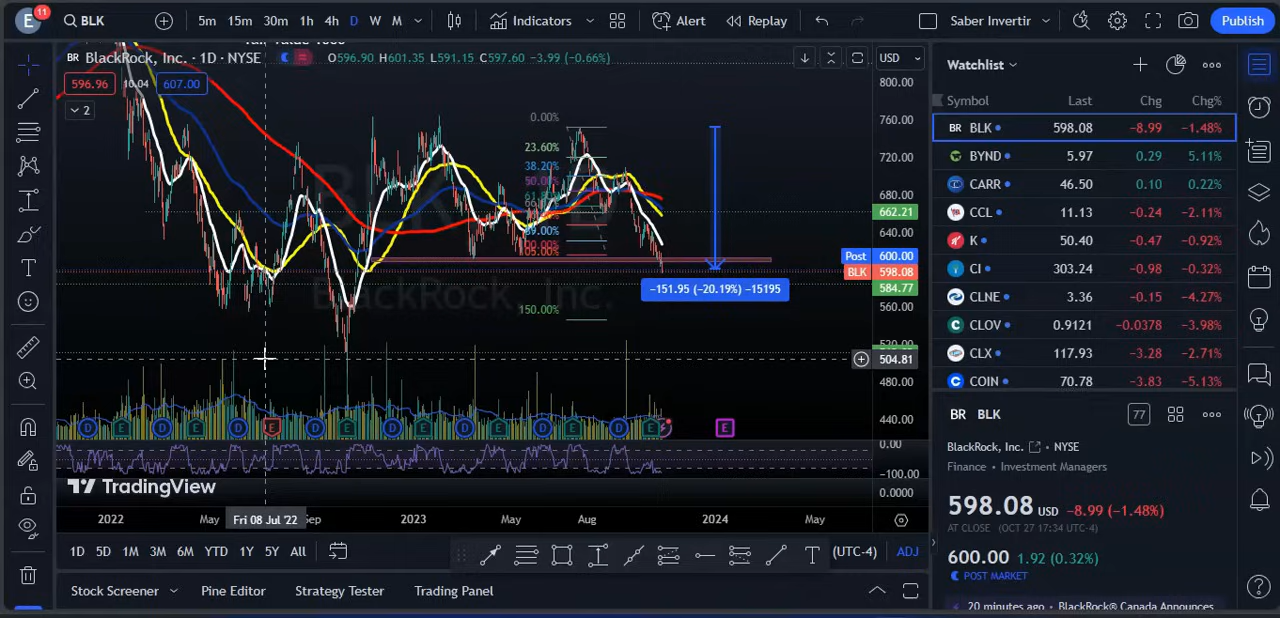 E 11 BLK 5m 15m 30m 1h 4h D W M Indicators Alert Replay Saber Invertir Publish
BR BlackRock, Inc. · 1D · NYSE O596.90 H601.35 L591.15 C597.60 −3.99 (−0.66%) USD
596.96 10.04 607.00
2
800.00
760.00
720.00
680.00
662.21
640.00
Post 600.00
BLK 598.08
584.77
560.00
504.81
480.00
440.00
0.00
−100.00
0.0000
0.00%
23.60%
38.20%
150.00%
BlackRock, Inc.
−151.95 (−20.19%) −15195
D E D E D E D E D E D E D E D E E
TradingView
2022 May Fri 08 Jul '22 Sep 2023 May Aug 2024 May
1D 5D 1M 3M 6M YTD 1Y 5Y All T (UTC-4) ADJ
Stock Screener Pine Editor Strategy Tester Trading Panel
Watchlist
Symbol Last Chg Chg%
BR BLK 598.08 −8.99 −1.48%
BYND 5.97 0.29 5.11%
CARR 46.50 0.10 0.22%
CCL 11.13 −0.24 −2.11%
K 50.40 −0.47 −0.92%
CI 303.24 −0.98 −0.32%
CLNE 3.36 −0.15 −4.27%
CLOV 0.9121 −0.0378 −3.98%
CLX 117.93 −3.28 −2.71%
COIN 70.78 −3.83 −5.13%
BR BLK 77
BlackRock, Inc. · NYSE
Finance · Investment Managers
598.08 USD −8.99 (−1.48%)
AT CLOSE (OCT 27 17:34 UTC-4)
600.00 1.92 (0.32%)
POST MARKET
20 minutes ago · BlackRock® Canada Announces